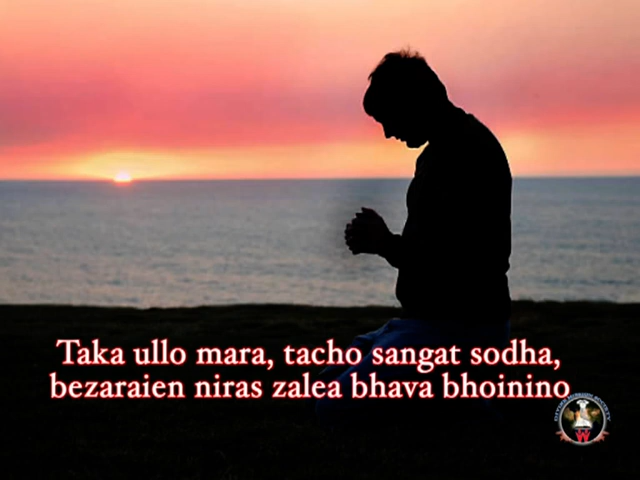 Taka ullo mara, tacho sangat sodha,
bezaraien niras zalea bhava bhoinino